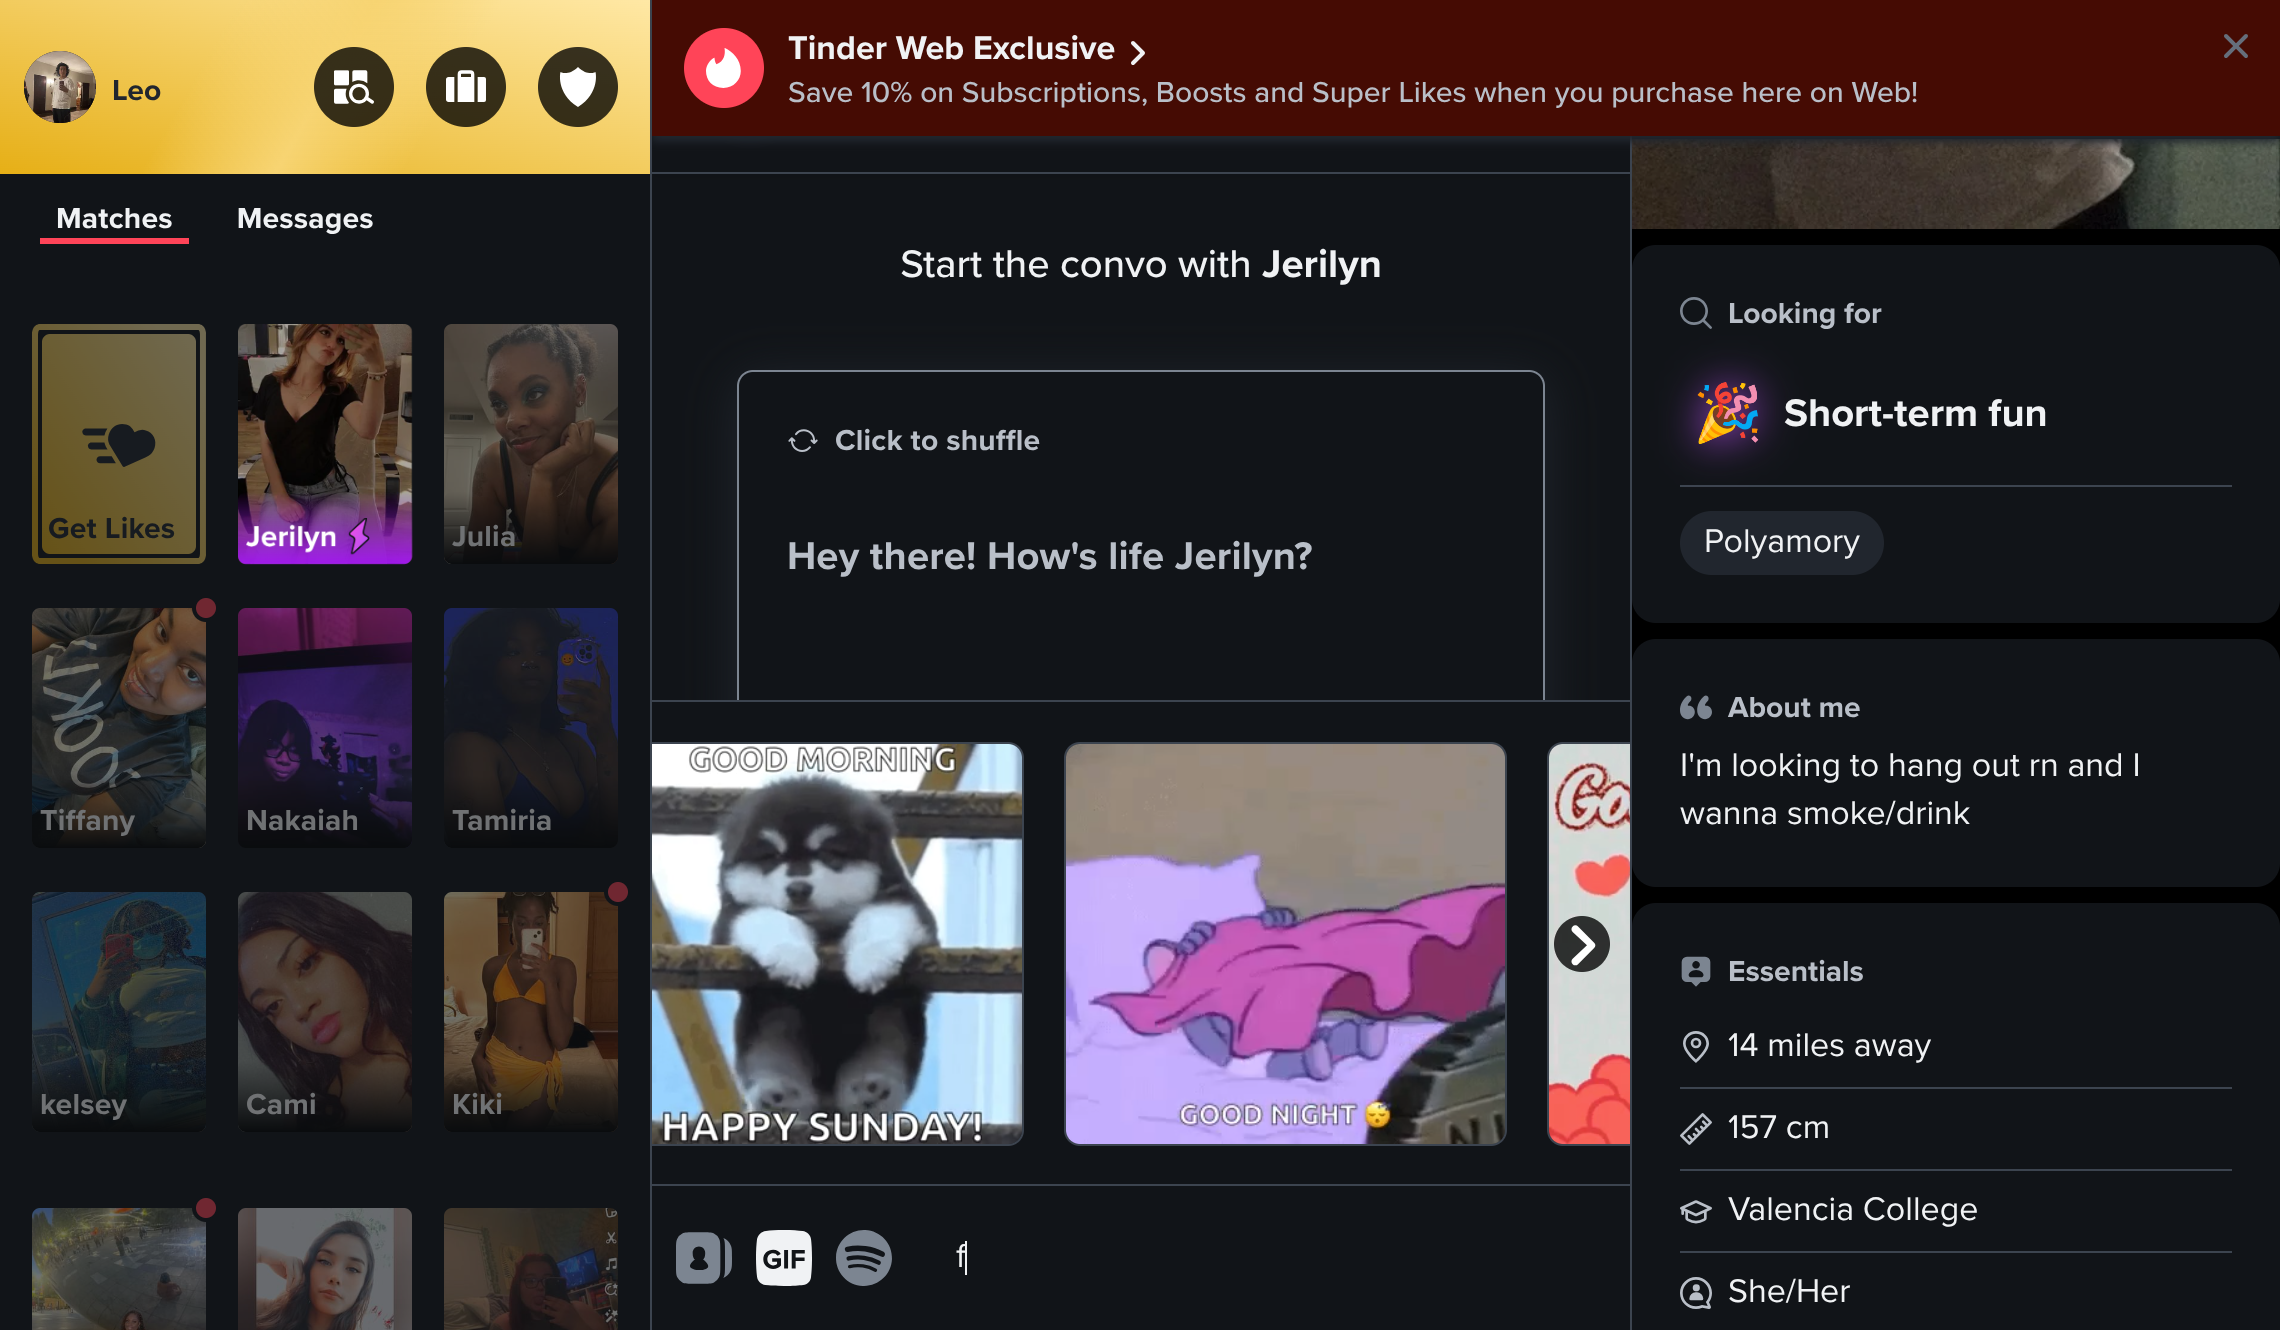 Leo
Matches
Messages
Get Likes
Jerilyn
Julia
Tiffany
Nakaiah
Tamiria
kelsey
Cami
Kiki
Tinder Web Exclusive
Save 10% on Subscriptions, Boosts and Super Likes when you purchase here on Web!
Start the convo with Jerilyn
Click to shuffle
Hey there! How's life Jerilyn?
GOOD MORNING
HAPPY SUNDAY!
GOOD NIGHT 😴
Go
GIF
f
Looking for
🎉 Short-term fun
Polyamory
About me
I'm looking to hang out rn and I
wanna smoke/drink
Essentials
14 miles away
157 cm
Valencia College
She/Her